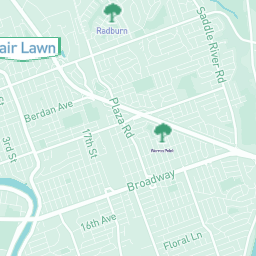 Radburn
air Lawn
Saddle River Rd
Berdan Ave
Plaza Rd
3rd St
17th St
Broadway
16th Ave
Floral Ln